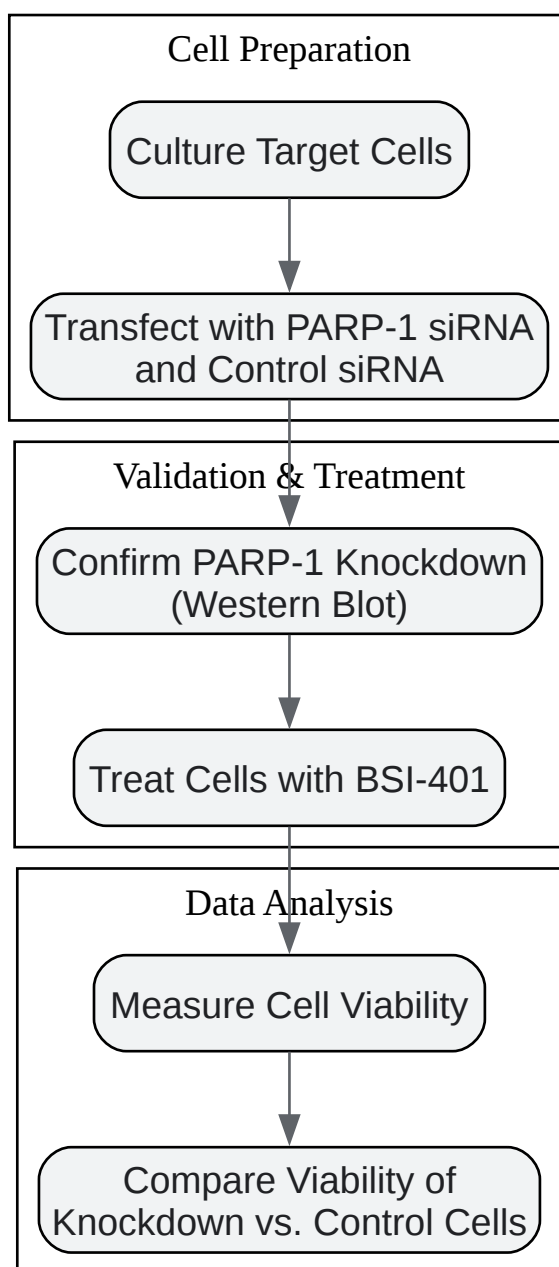 Cell Preparation
Culture Target Cells
Transfect with PARP-1 siRNA
and Control siRNA
Validation & Treatment
Confirm PARP-1 Knockdown
(Western Blot)
Treat Cells with BSI-401
Data Analysis
Measure Cell Viability
Compare Viability of
Knockdown vs. Control Cells